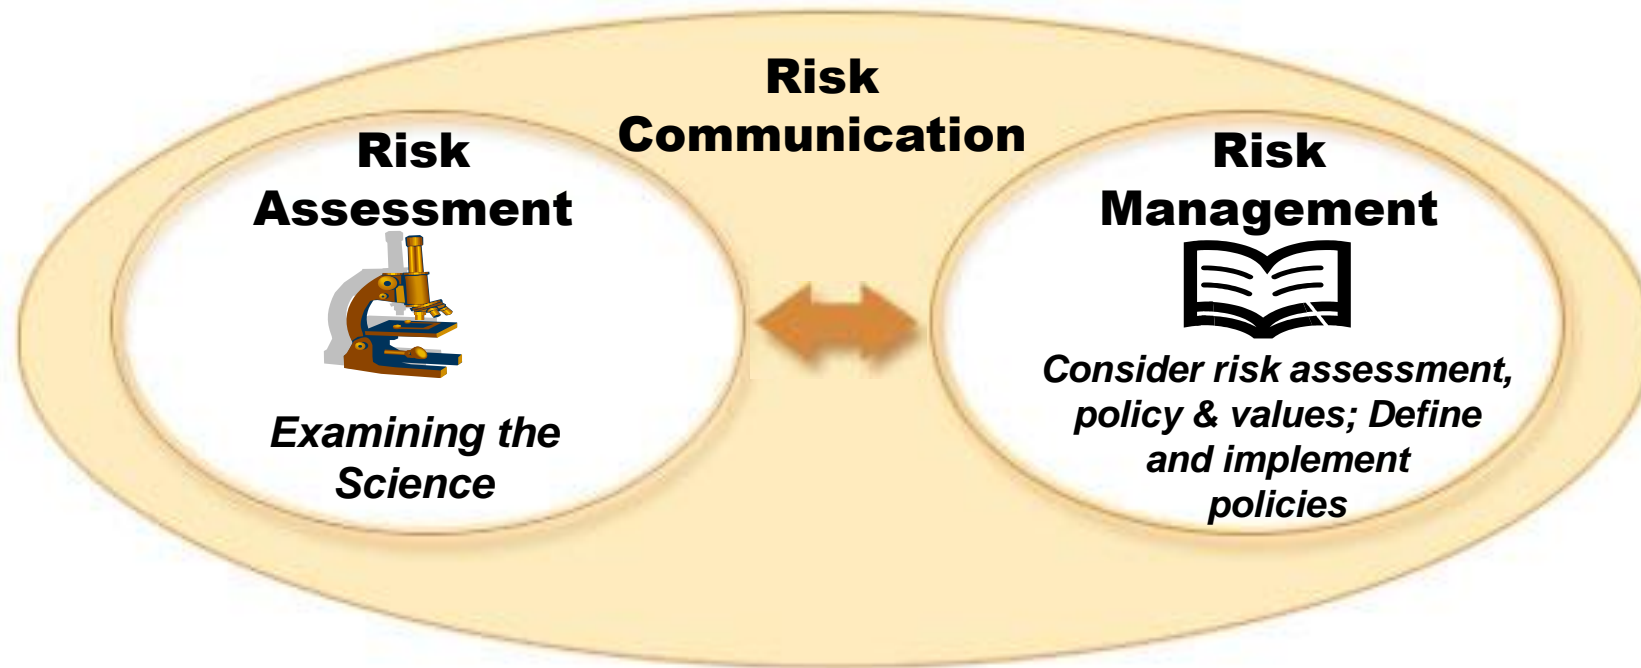 Risk
Communication
Risk
Assessment
Examining the
Science
Risk
Management
Consider risk assessment,
policy & values; Define
and implement
policies